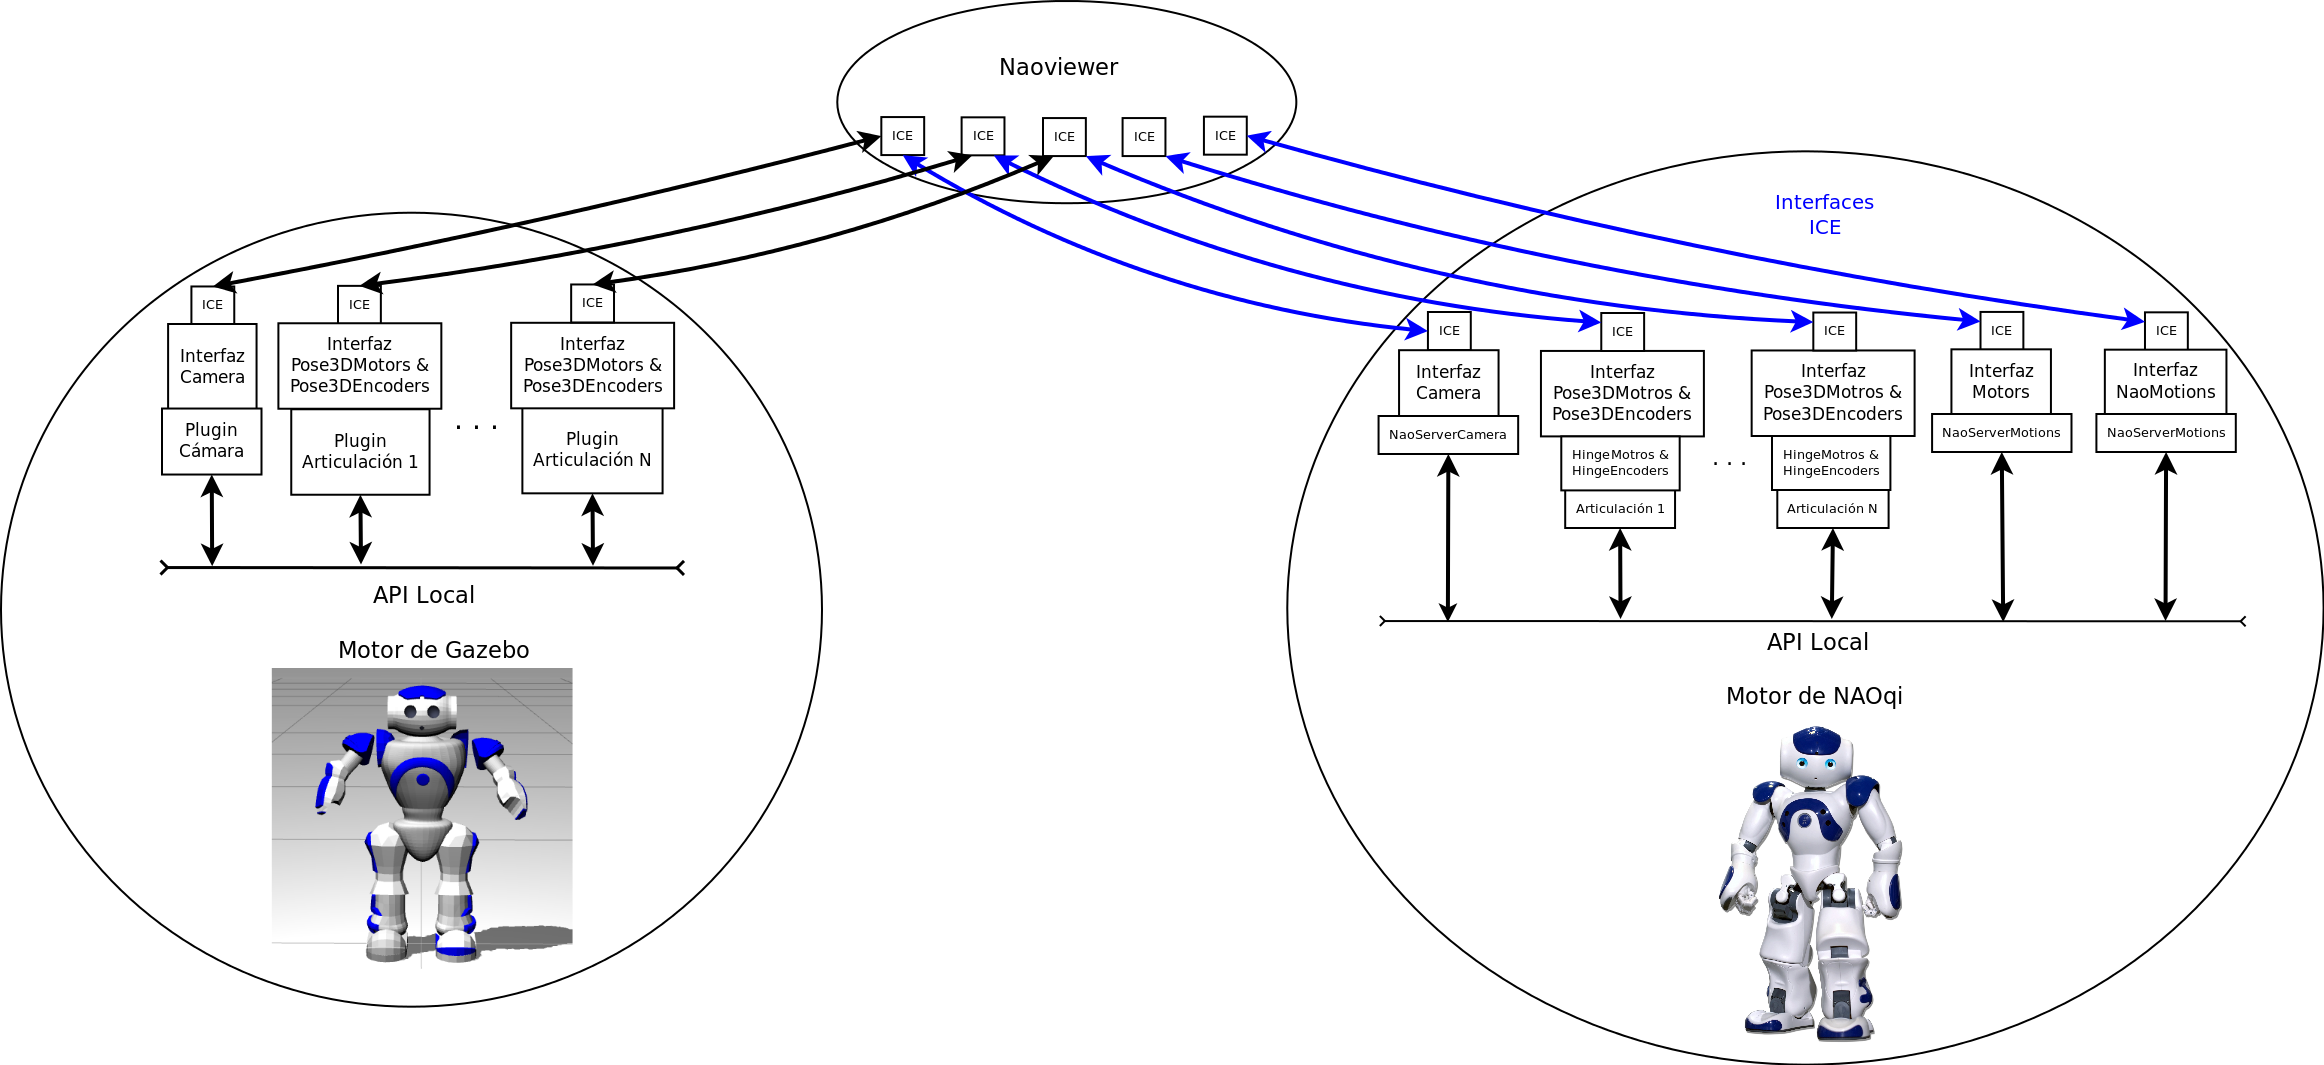 Naoviewer
ICE
ICE
ICE
ICE
ICE
ICE
Interfaz
Camera
Plugin
Cámara
ICE
Interfaz
Pose3DMotors &
Pose3DEncoders
Plugin
Articulación 1
. . .
ICE
Interfaz
Pose3DMotors &
Pose3DEncoders
Plugin
Articulación N
API Local
Motor de Gazebo
Interfaces
ICE
ICE
Interfaz
Camera
NaoServerCamera
ICE
Interfaz
Pose3DMotros &
Pose3DEncoders
HingeMotros &
HingeEncoders
Articulación 1
. . .
ICE
Interfaz
Pose3DMotros &
Pose3DEncoders
HingeMotros &
HingeEncoders
Articulación N
ICE
Interfaz
Motors
NaoServerMotions
ICE
Interfaz
NaoMotions
NaoServerMotions
API Local
Motor de NAOqi